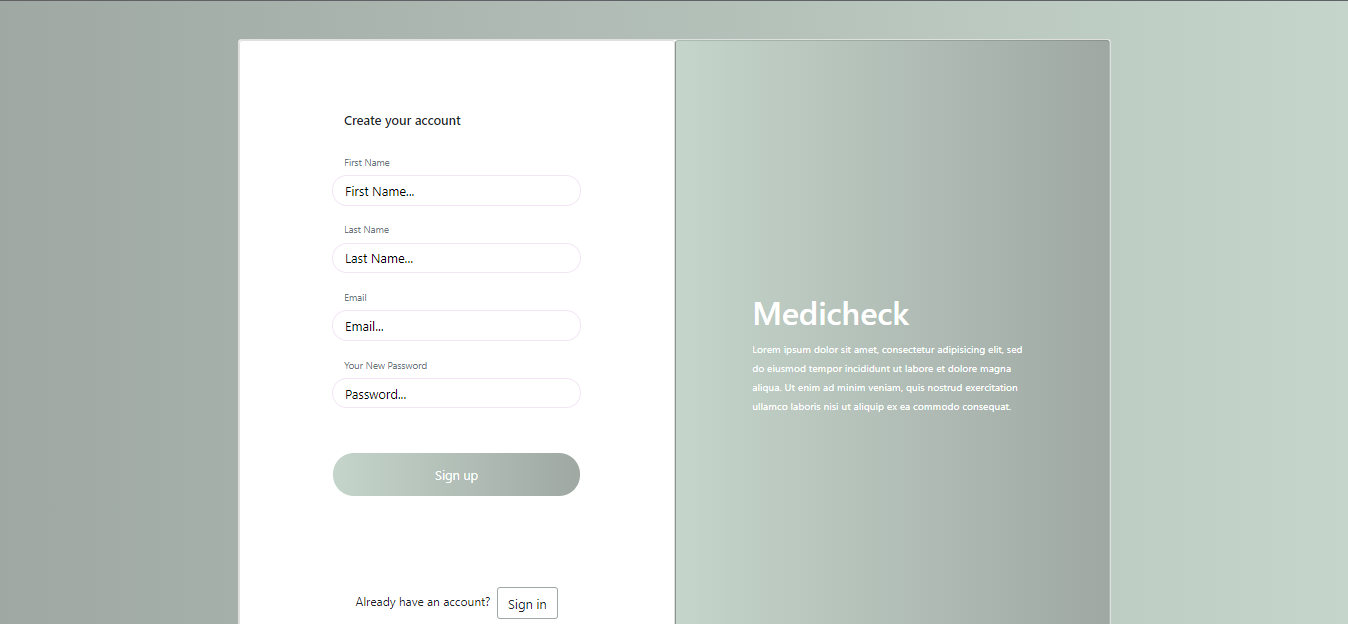 Create your account
First Name
First Name...
Last Name
Last Name...
Email
Email...
Your New Password
Password...
Sign up
Already have an account? Sign in
Medicheck
Lorem ipsum dolor sit amet, consectetur adipisicing elit, sed
do eiusmod tempor incididunt ut labore et dolore magna
aliqua. Ut enim ad minim veniam, quis nostrud exercitation
ullamco laboris nisi ut aliquip ex ea commodo consequat.